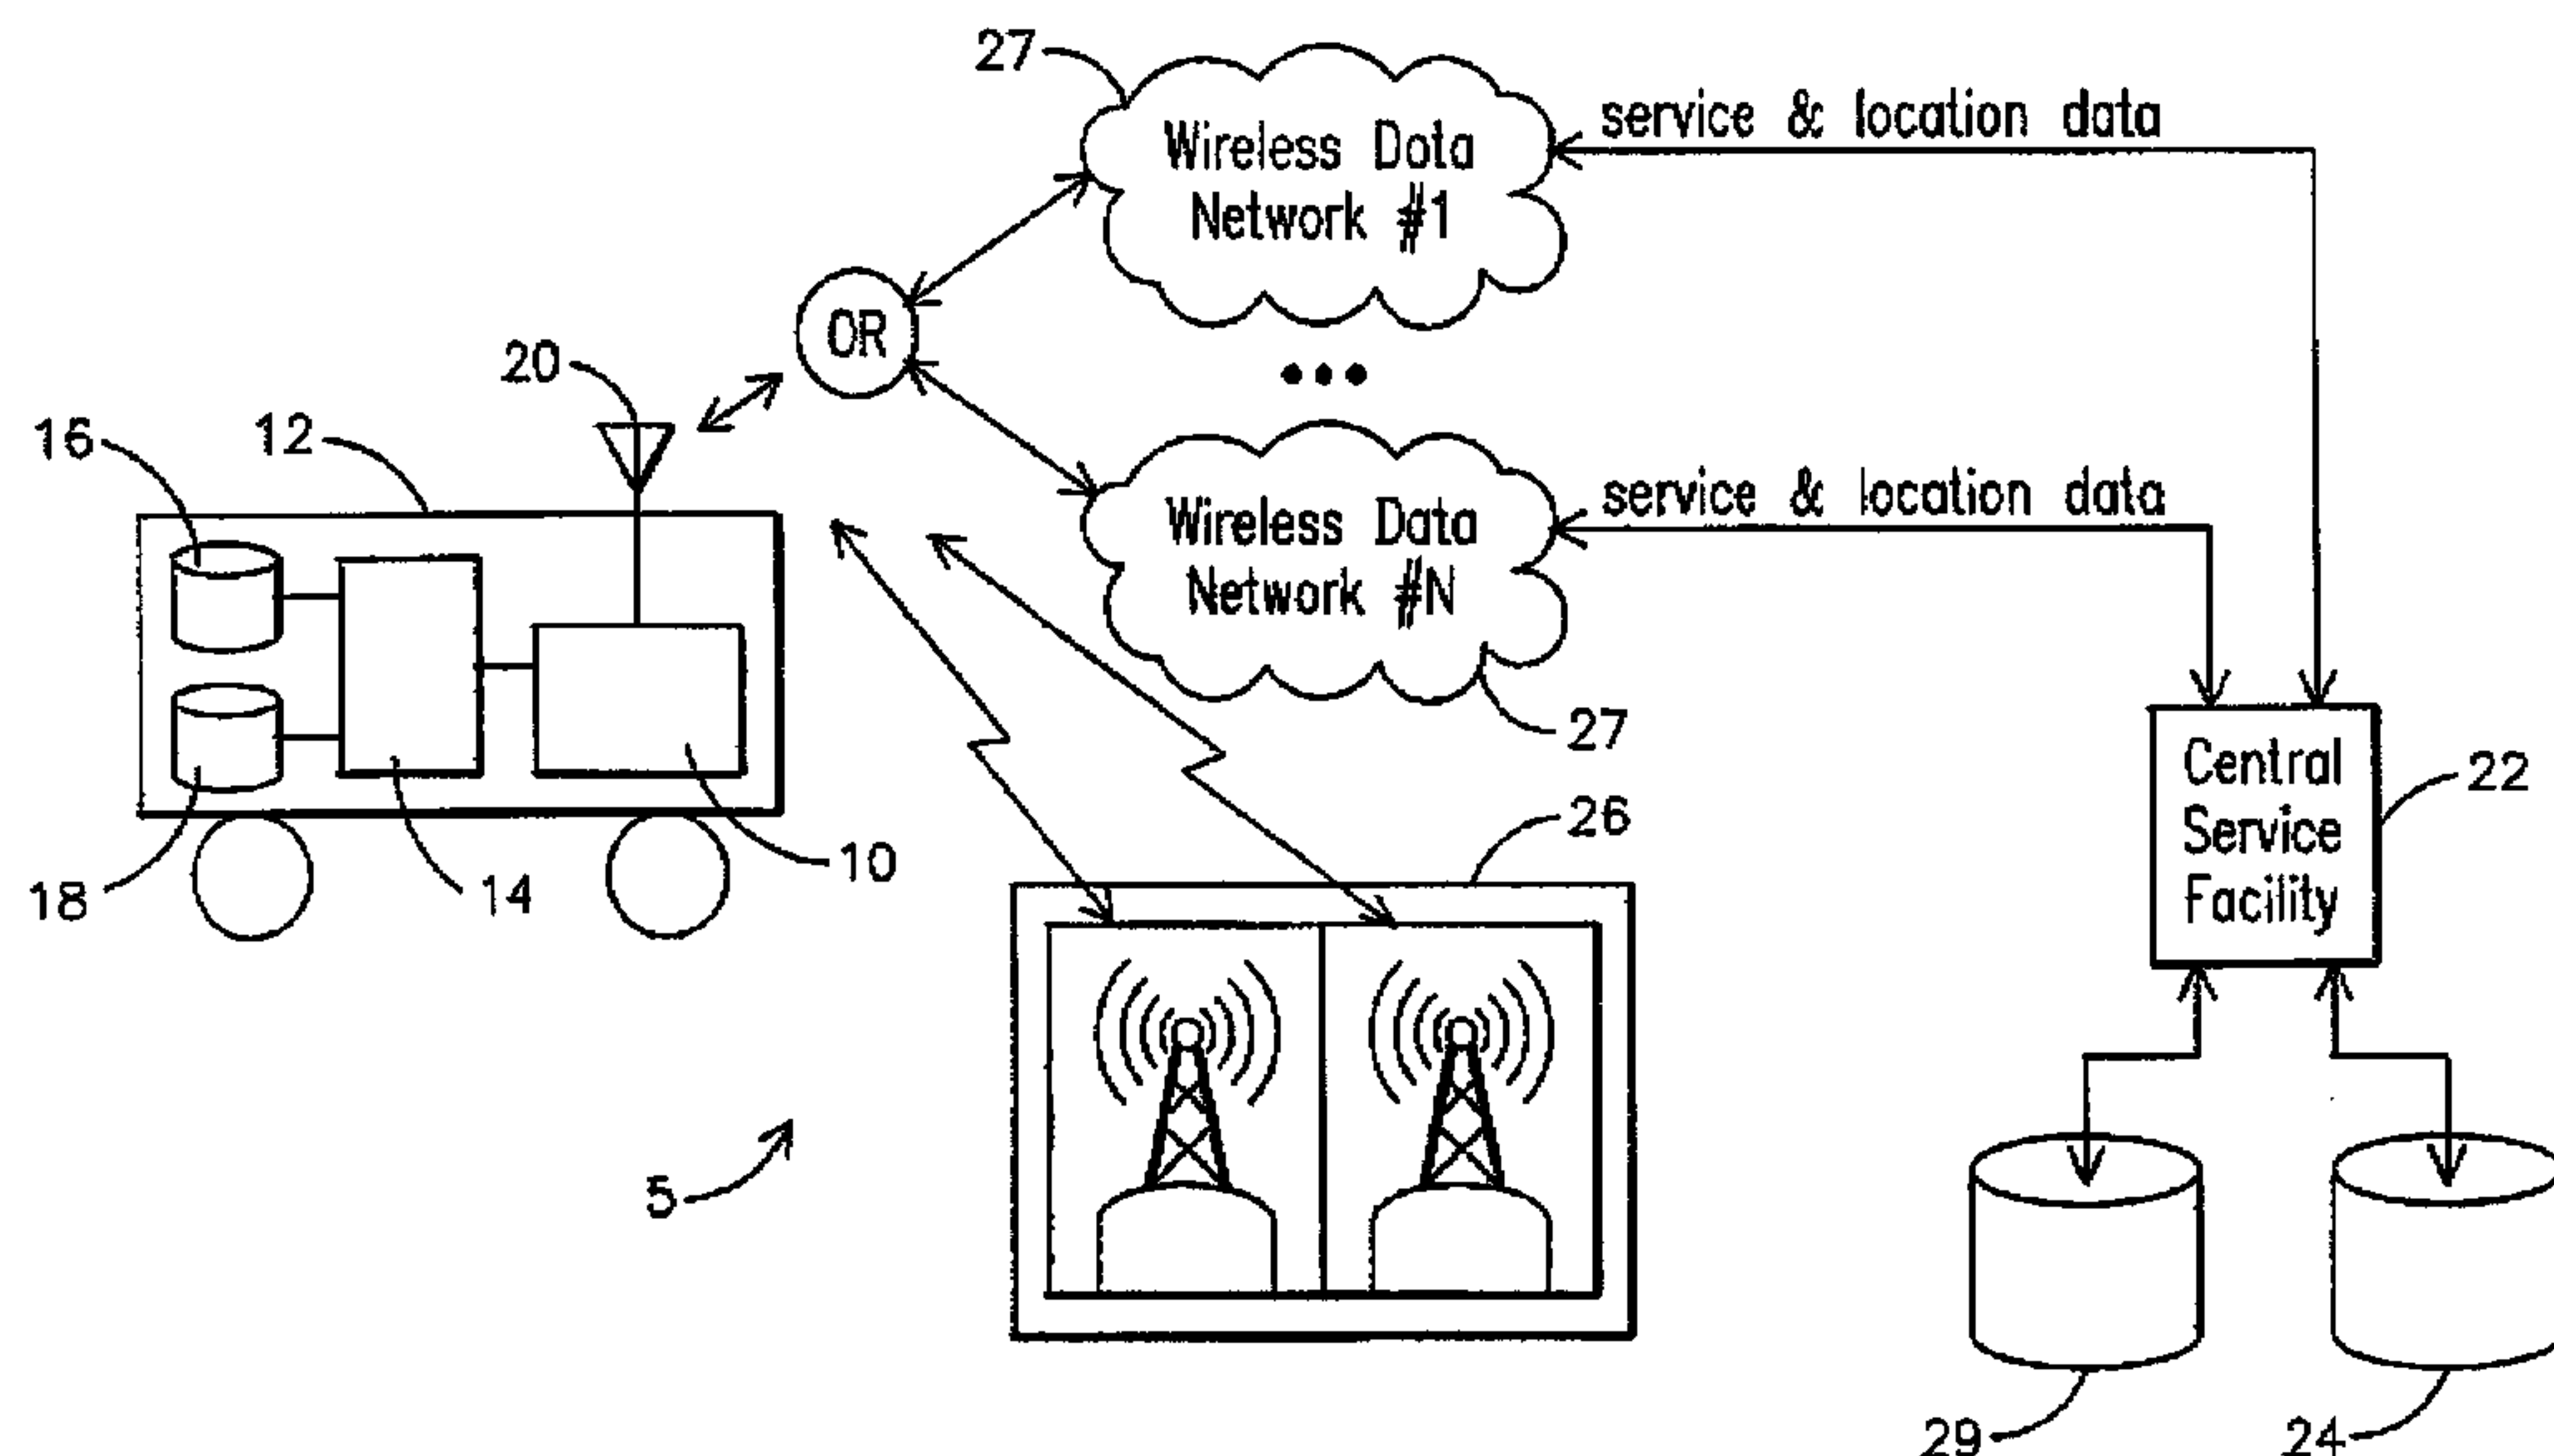 27
Wireless Data
Network #1
service & location data
OR
20
16
12
Wireless Data
Network #N
service & location data
27
Central
Service
Facility
22
26
10
14
18
5
29
24